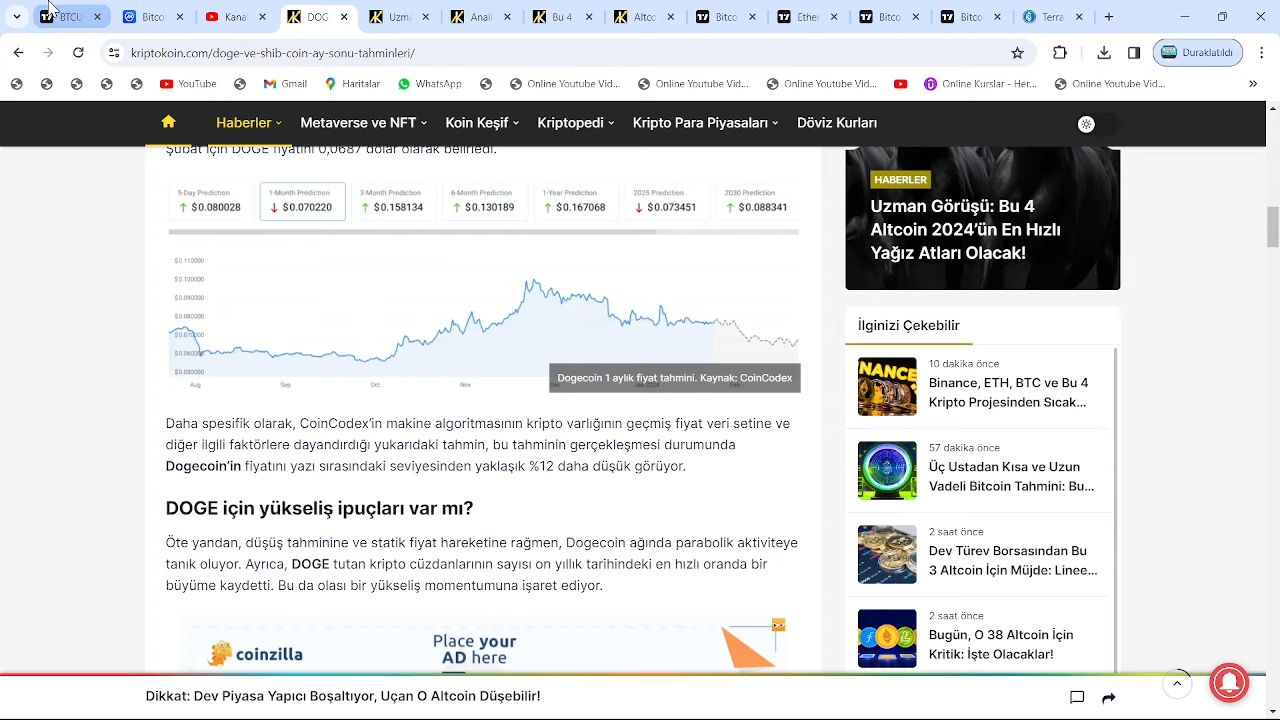 BTCU
Bitco
Kan
DOGE
Uzma
Anali
Bu 4
Altco
Bitco
Ether
Shib
Terra
kriptokoin.com/doge-ve-shib-coin-ay-sonu-tahminleri/
Duraklatıldı
YouTube
Gmail
Haritalar
WhatsApp
Online Youtube Vid...
Online Youtube Vid...
Online Youtube Vid...
Kurslarım - Her...
Online Youtube Vid...
Haberler
Metaverse ve NFT
Koin Keşif
Kriptopedi
Kripto Para Piyasaları
Döviz Kurları
Şubat için DOGE fiyatını 0,0687 dolar olarak belirledi.
5-Day Prediction
↑ $0.080028
1-Month Prediction
↓ $0.070220
3-Month Prediction
↑ $0.158134
6-Month Prediction
↑ $0.130189
1-Year Prediction
↑ $0.167068
2025 Prediction
↓ $0.073451
2030 Prediction
↑ $0.088341
$0.110000
$0.100000
$0.090000
$0.080000
$0.070000
$0.060000
$0.050000
Aug
Sep
Oct
Nov
Feb
Dogecoin 1 aylık fiyat tahmini. Kaynak: CoinCodex
Daha spesifik olarak, CoinCodex'in makine algoritmasının kripto varlığının geçmiş fiyat veri setine ve
diğer ilgili faktörlere dayandırdığı yukarıdaki tahmin, bu tahminin gerçekleşmesi durumunda
Dogecoin'in fiyatını yazı sırasındaki seviyesinden yaklaşık %12 daha düşük görüyor.
DOGE için yükseliş ipuçları var mı?
Öte yandan, düşüş tahminine ve statik fiyat hareketine rağmen, Dogecoin ağında parabolik aktiviteye
tanık oluyor. Ayrıca, DOGE tutan kripto cüzdanlarının sayısı on yıllık tarihindeki en hızlı oranda bir
büyüme kaydetti. Bu da olası bir yükseliş momentumuna işaret ediyor.
coinzilla
Place your
AD here
HABERLER
Uzman Görüşü: Bu 4
Altcoin 2024'ün En Hızlı
Yağız Atları Olacak!
İlginizi Çekebilir
10 dakika önce
Binance, ETH, BTC ve Bu 4
Kripto Projesinden Sıcak...
57 dakika önce
Üç Ustadan Kısa ve Uzun
Vadeli Bitcoin Tahmini: Bu...
2 saat önce
Dev Türev Borsasından Bu
3 Altcoin İçin Müjde: Linee...
2 saat önce
Bugün, O 38 Altcoin İçin
Kritik: İşte Olacaklar!
Dikkat: Dev Piyasa Yapıcı Boşaltıyor, Uçan O Altcoin Düşebilir!